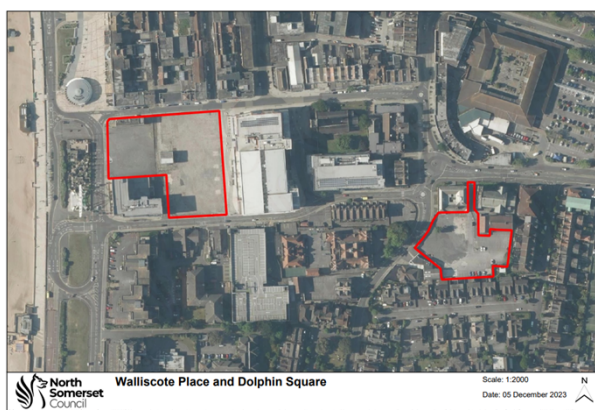 North
Somerset
Council
Walliscote Place and Dolphin Square
Scale: 1:2000
Date: 05 December 2023
N